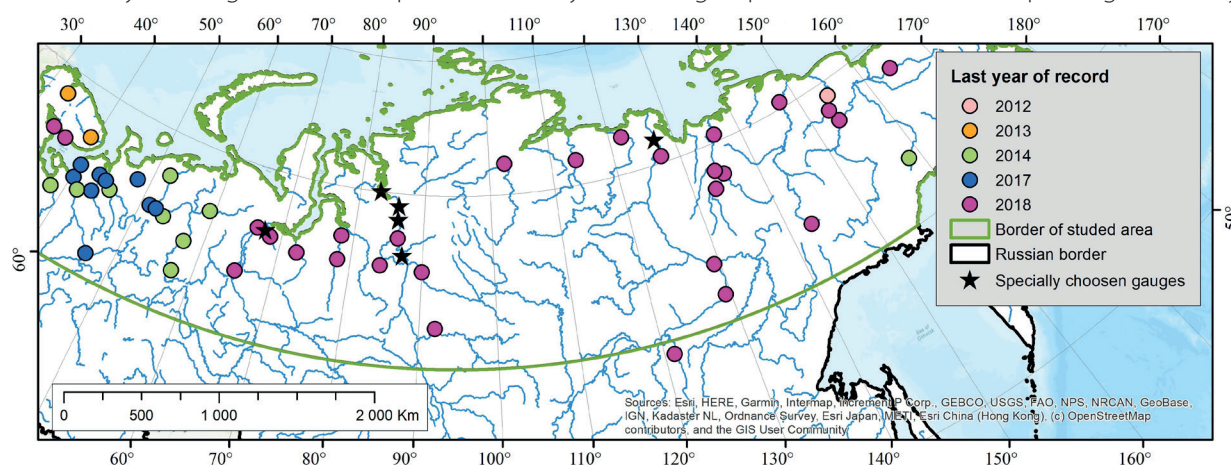 30° 40° 50° 60° 70° 80° 90° 110° 130° 140° 150° 160° 170° 180° 170°
Last year of record
2012
2013
2014
2017
2018
Border of studed area
Russian border
Specially choosen gauges
60°
50°
0 500 1 000 2 000 Km
Sources: Esri, HERE, Garmin, Intermap, increment P Corp., GEBCO, USGS, FAO, NPS, NRCAN, GeoBase,
IGN, Kadaster NL, Ordnance Survey, Esri Japan, METI, Esri China (Hong Kong), (c) OpenStreetMap
contributors, and the GIS User Community
60° 70° 80° 90° 100° 110° 120° 130° 140° 150° 160°